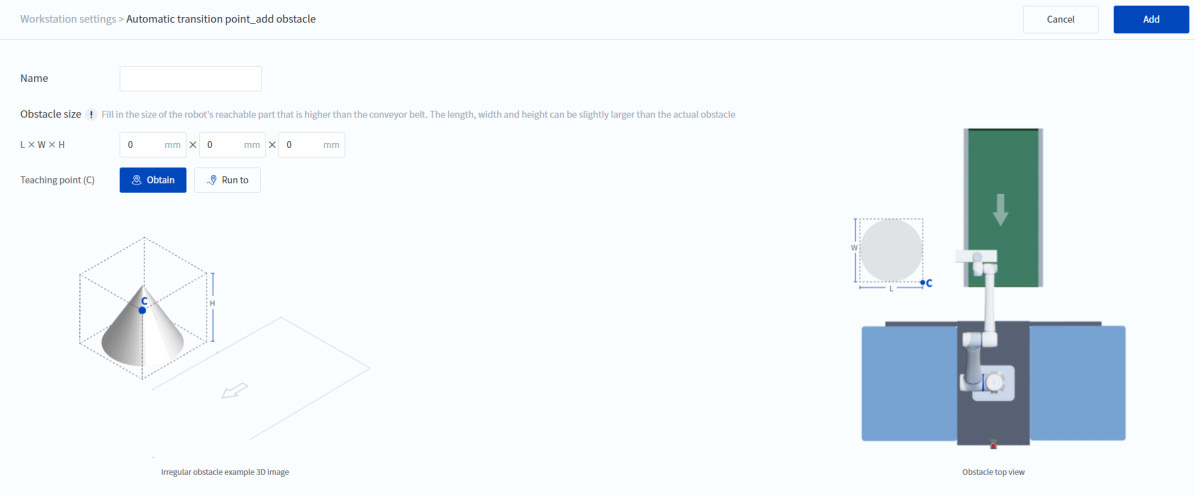 Workstation settings > Automatic transition point_add obstacle
Cancel
Add
Name
Obstacle size ! Fill in the size of the robot's reachable part that is higher than the conveyor belt. The length, width and height can be slightly larger than the actual obstacle
L × W × H 0 mm × 0 mm × 0 mm
Teaching point (C) Obtain Run to
C
H
W
L
C
Irregular obstacle example 3D image
Obstacle top view